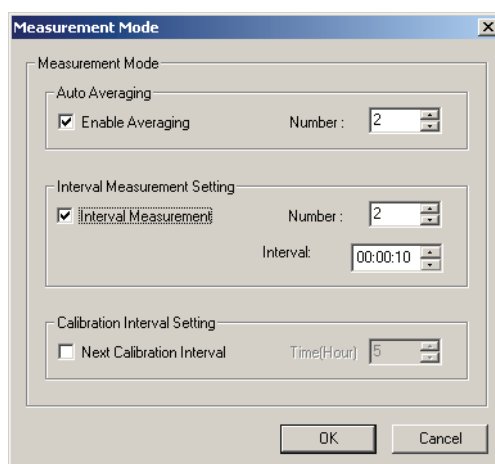 Measurement Mode
Measurement Mode
Auto Averaging
Enable Averaging Number : 2
Interval Measurement Setting
Interval Measurement Number : 2
Interval: 00:00:10
Calibration Interval Setting
Next Calibration Interval Time(Hour) 5
OK Cancel